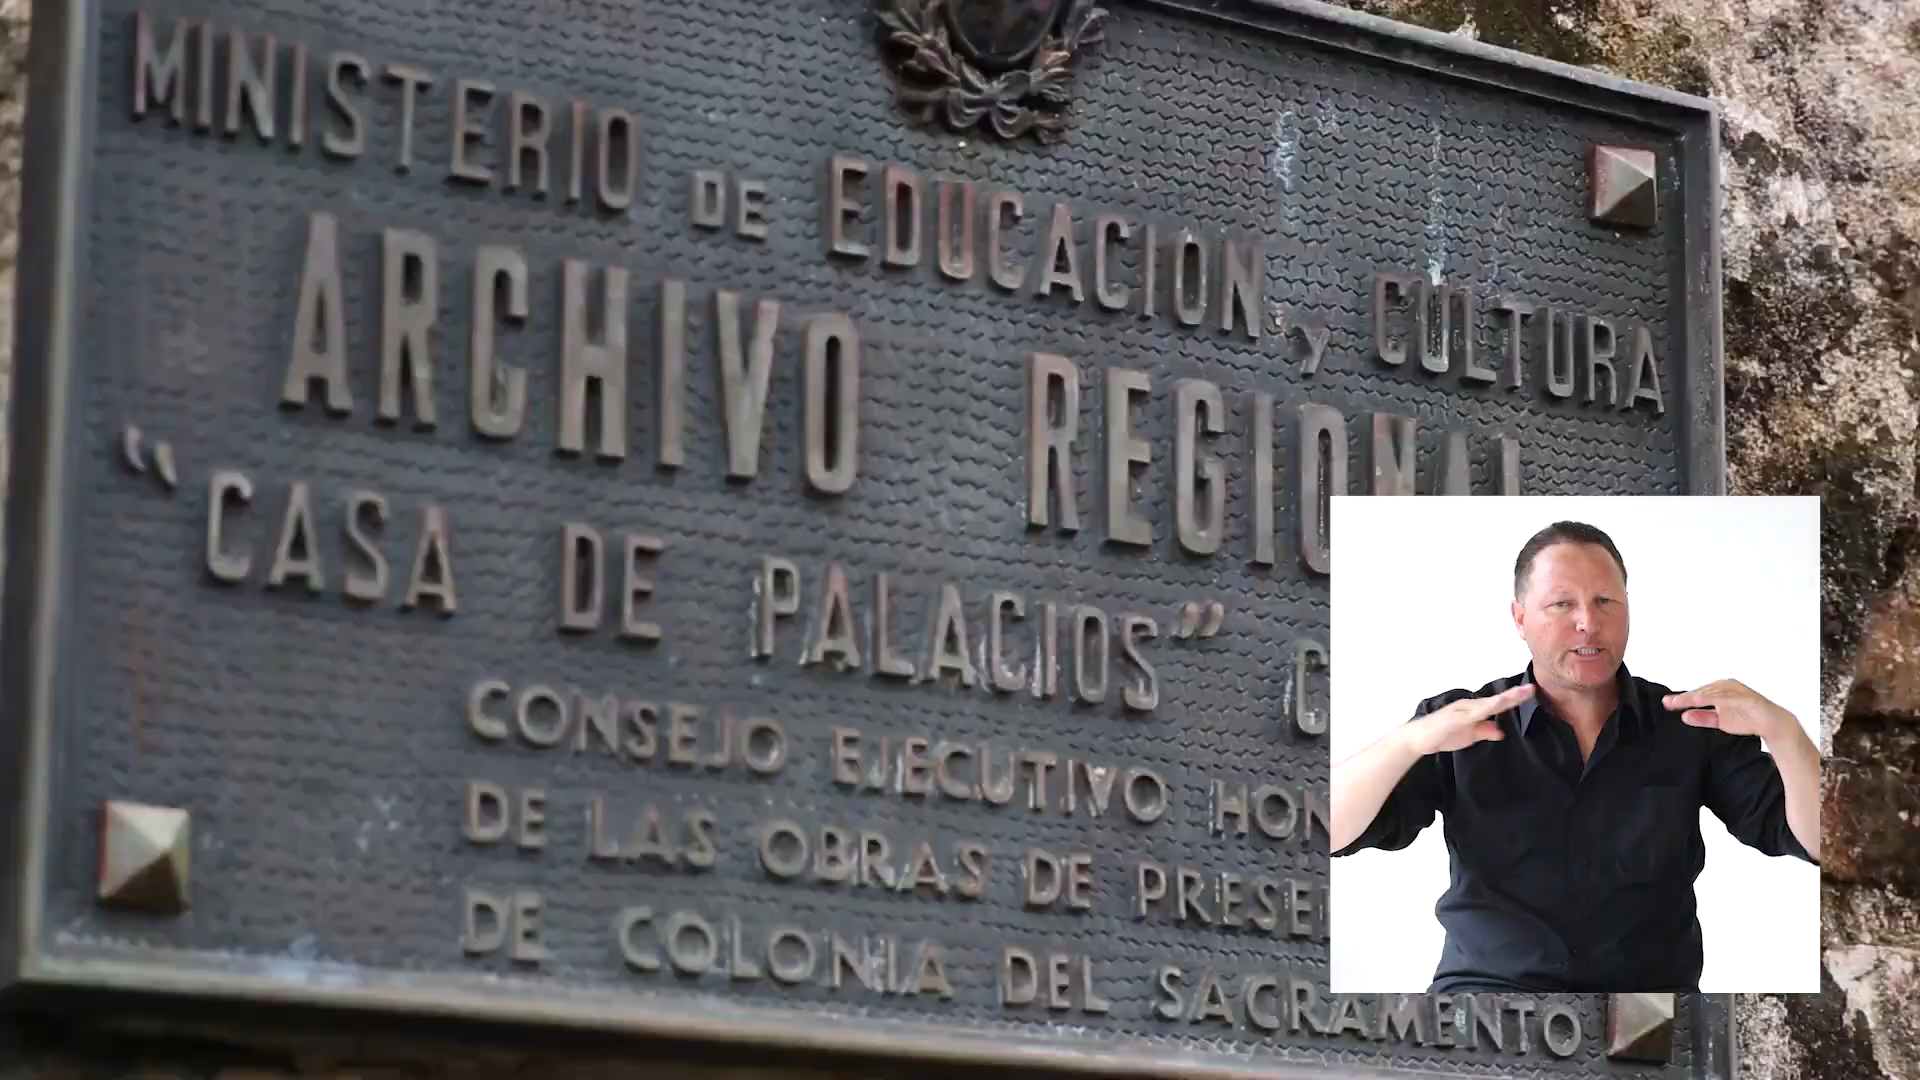 MINISTERIO DE EDUCACION y CULTURA
ARCHIVO REGIONAL
“CASA DE PALACIOS”
CONSEJO EJECUTIVO
DE LAS OBRAS DE
DE COLONIA DEL SACRAMENTO